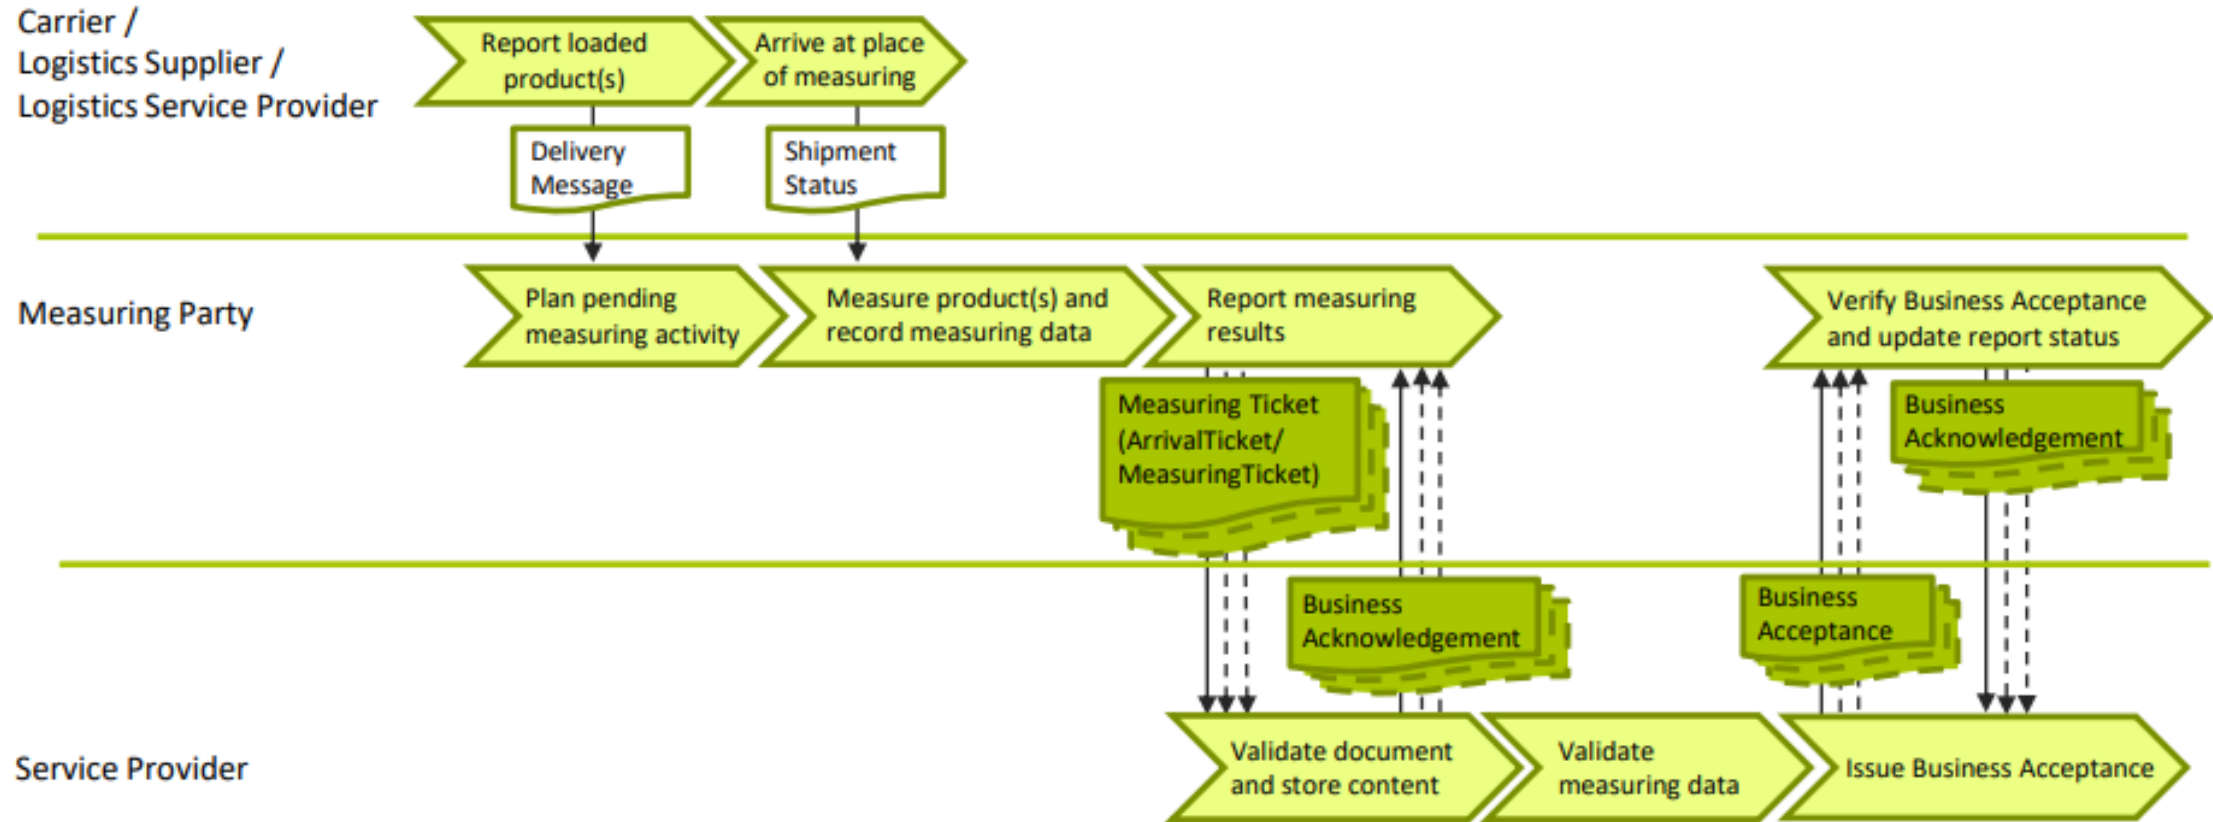 Carrier /
Logistics Supplier /
Logistics Service Provider
Report loaded
product(s)
Arrive at place
of measuring
Delivery
Message
Shipment
Status
Measuring Party
Plan pending
measuring activity
Measure product(s) and
record measuring data
Report measuring
results
Verify Business Acceptance
and update report status
Measuring Ticket
(ArrivalTicket/
MeasuringTicket)
Business
Acknowledgement
Business
Acknowledgement
Business
Acceptance
Service Provider
Validate document
and store content
Validate
measuring data
Issue Business Acceptance